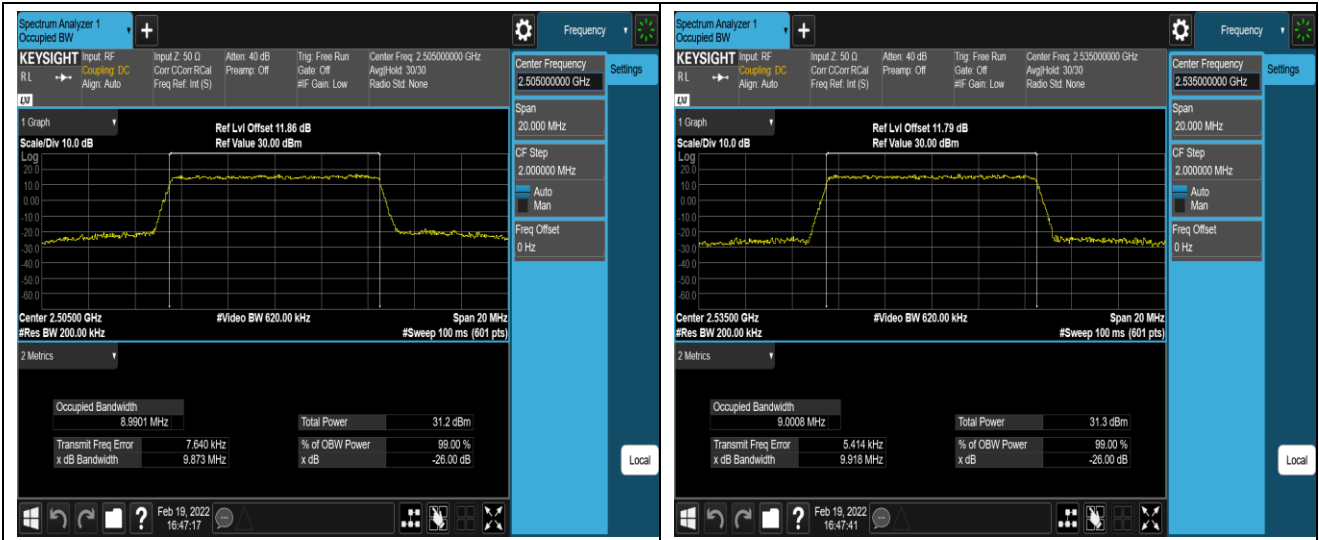 Spectrum Analyzer 1
Occupied BW
+
Frequency
KEYSIGHT Input: RF Input Z: 50 Ω Atten: 40 dB Trig: Free Run Center Freq: 2.505000000 GHz
Coupling: DC Corr CCorr RCal Preamp: Off Gate: Off Avg|Hold: 30/30
RL Align: Auto Freq Ref: Int (S) #IF Gain: Low Radio Std: None
LXI
Center Frequency
2.505000000 GHz
Settings
Span
20.000 MHz
CF Step
2.000000 MHz
Auto
Man
Freq Offset
0 Hz
1 Graph
Ref Lvl Offset 11.86 dB
Scale/Div 10.0 dB Ref Value 30.00 dBm
Log
20.0
10.0
0.00
-10.0
-20.0
-30.0
-40.0
-50.0
-60.0
Center 2.50500 GHz #Video BW 620.00 kHz Span 20 MHz
#Res BW 200.00 kHz #Sweep 100 ms (601 pts)
2 Metrics
Occupied Bandwidth
8.9901 MHz Total Power 31.2 dBm
Transmit Freq Error 7.640 kHz % of OBW Power 99.00 %
x dB Bandwidth 9.873 MHz x dB -26.00 dB
Local
?
Feb 19, 2022
16:47:17
Spectrum Analyzer 1
Occupied BW
+
Frequency
KEYSIGHT Input: RF Input Z: 50 Ω Atten: 40 dB Trig: Free Run Center Freq: 2.535000000 GHz
Coupling: DC Corr CCorr RCal Preamp: Off Gate: Off Avg|Hold: 30/30
RL Align: Auto Freq Ref: Int (S) #IF Gain: Low Radio Std: None
LXI
Center Frequency
2.535000000 GHz
Settings
Span
20.000 MHz
CF Step
2.000000 MHz
Auto
Man
Freq Offset
0 Hz
1 Graph
Ref Lvl Offset 11.79 dB
Scale/Div 10.0 dB Ref Value 30.00 dBm
Log
20.0
10.0
0.00
-10.0
-20.0
-30.0
-40.0
-50.0
-60.0
Center 2.53500 GHz #Video BW 620.00 kHz Span 20 MHz
#Res BW 200.00 kHz #Sweep 100 ms (601 pts)
2 Metrics
Occupied Bandwidth
9.0008 MHz Total Power 31.3 dBm
Transmit Freq Error 5.414 kHz % of OBW Power 99.00 %
x dB Bandwidth 9.918 MHz x dB -26.00 dB
Local
?
Feb 19, 2022
16:47:41